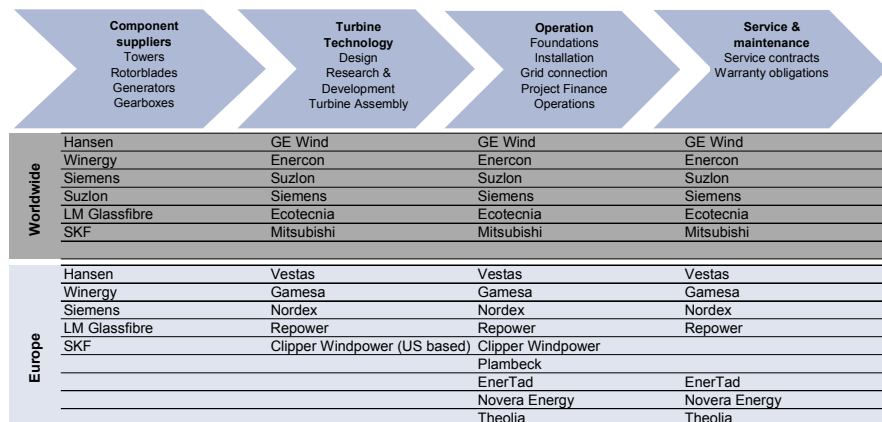 Component
suppliers
Towers
Rotorblades
Generators
Gearboxes
Turbine
Technology
Design
Research &
Development
Turbine Assembly
Operation
Foundations
Installation
Grid connection
Project Finance
Operations
Service &
maintenance
Service contracts
Warranty obligations
Worldwide
Hansen GE Wind GE Wind GE Wind
Winergy Enercon Enercon Enercon
Siemens Suzlon Suzlon Suzlon
Suzlon Siemens Siemens Siemens
LM Glassfibre Ecotecnia Ecotecnia Ecotecnia
SKF Mitsubishi Mitsubishi Mitsubishi
Europe
Hansen Vestas Vestas Vestas
Winergy Gamesa Gamesa Gamesa
Siemens Nordex Nordex Nordex
LM Glassfibre Repower Repower Repower
SKF Clipper Windpower (US based) Clipper Windpower
Plambeck
EnerTad EnerTad
Novera Energy Novera Energy
Theolia Theolia